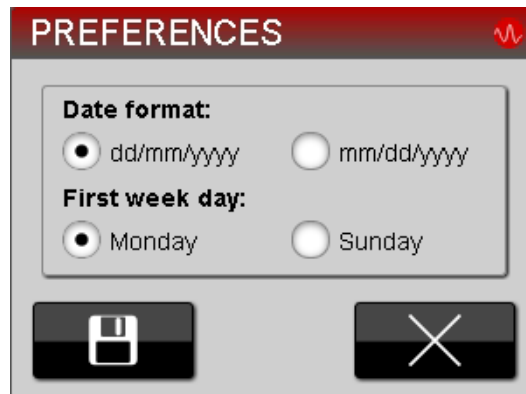 PREFERENCES
Date format:
dd/mm/yyyy mm/dd/yyyy
First week day:
Monday Sunday